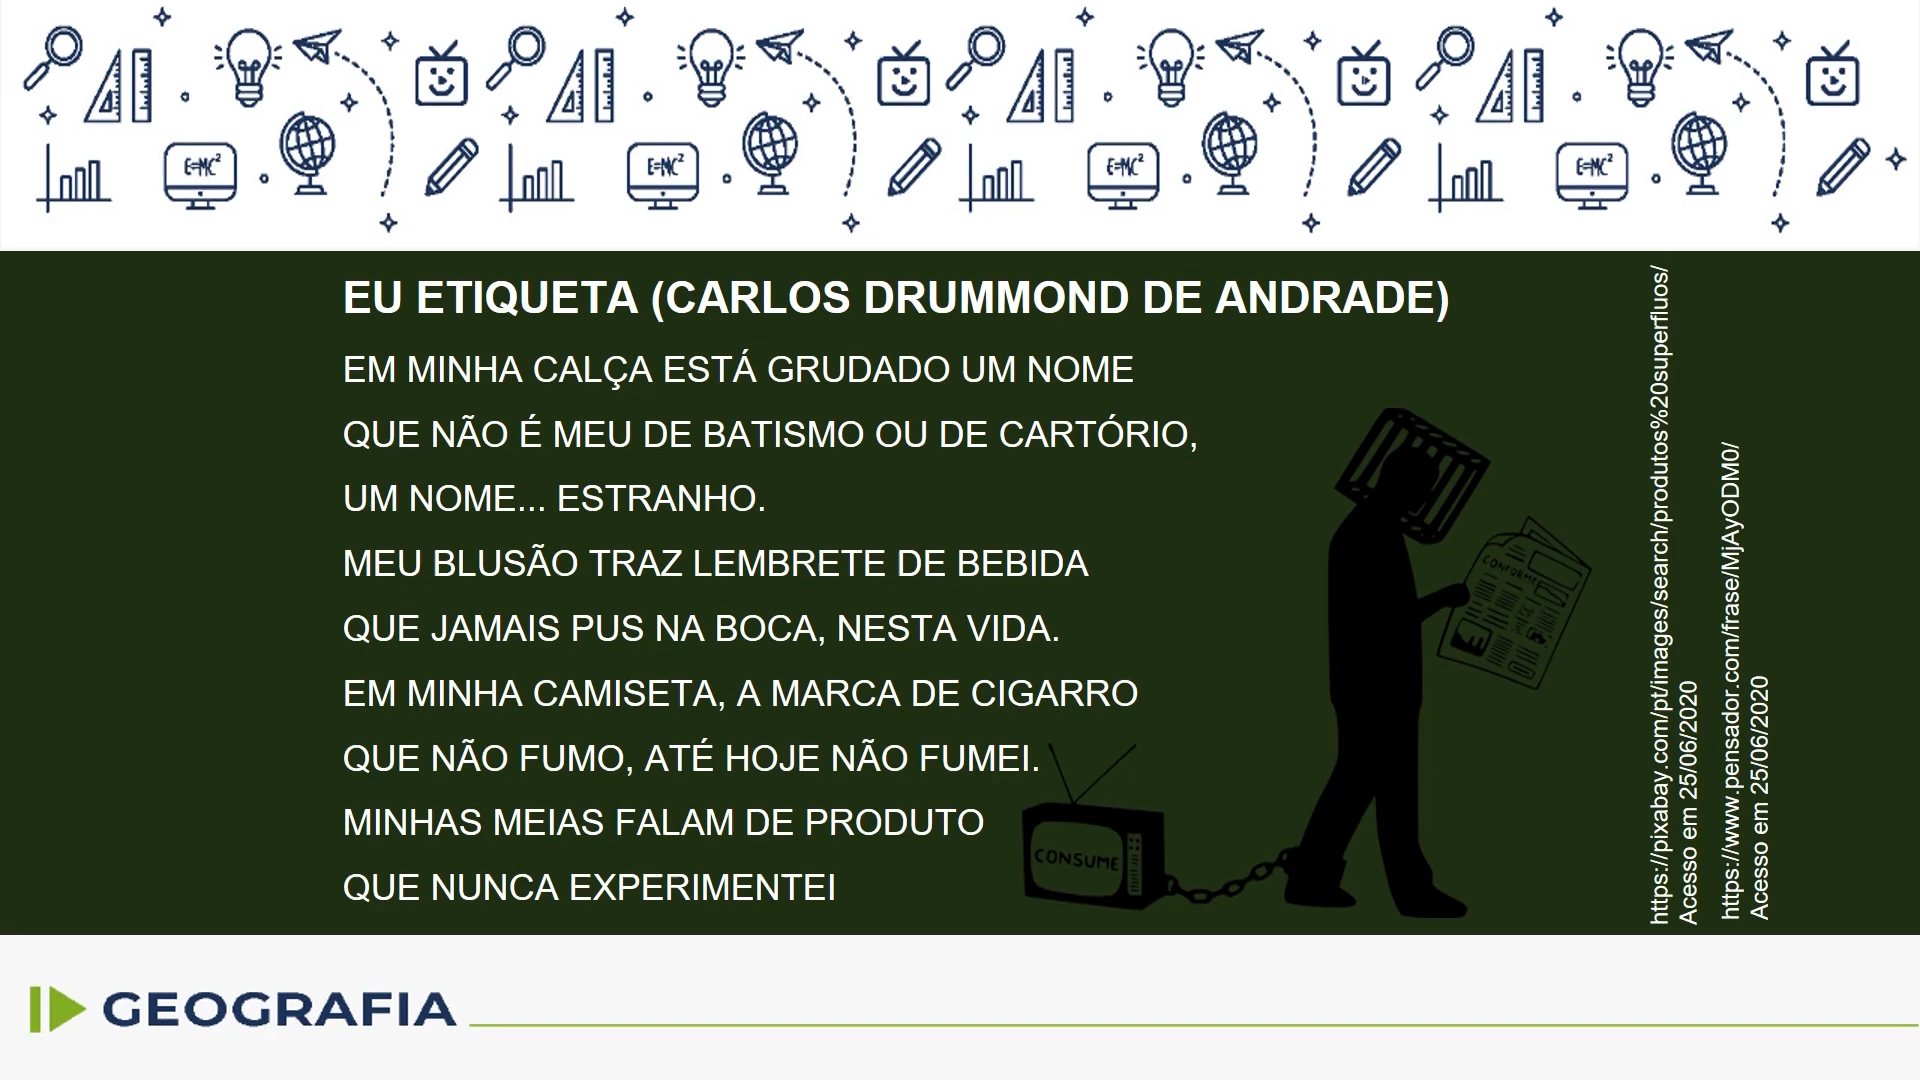 E=MC²
E=MC²
E=MC²
E=MC²
EU ETIQUETA (CARLOS DRUMMOND DE ANDRADE)
EM MINHA CALÇA ESTÁ GRUDADO UM NOME
QUE NÃO É MEU DE BATISMO OU DE CARTÓRIO,
UM NOME... ESTRANHO.
MEU BLUSÃO TRAZ LEMBRETE DE BEBIDA
QUE JAMAIS PUS NA BOCA, NESTA VIDA.
EM MINHA CAMISETA, A MARCA DE CIGARRO
QUE NÃO FUMO, ATÉ HOJE NÃO FUMEI.
MINHAS MEIAS FALAM DE PRODUTO
QUE NUNCA EXPERIMENTEI
CONFORME
CONSUME
https://pixabay.com/pt/images/search/produtos%20superfluos/
Acesso em 25/06/2020
https://www.pensador.com/frase/MjAyODM0/
Acesso em 25/06/2020
GEOGRAFIA